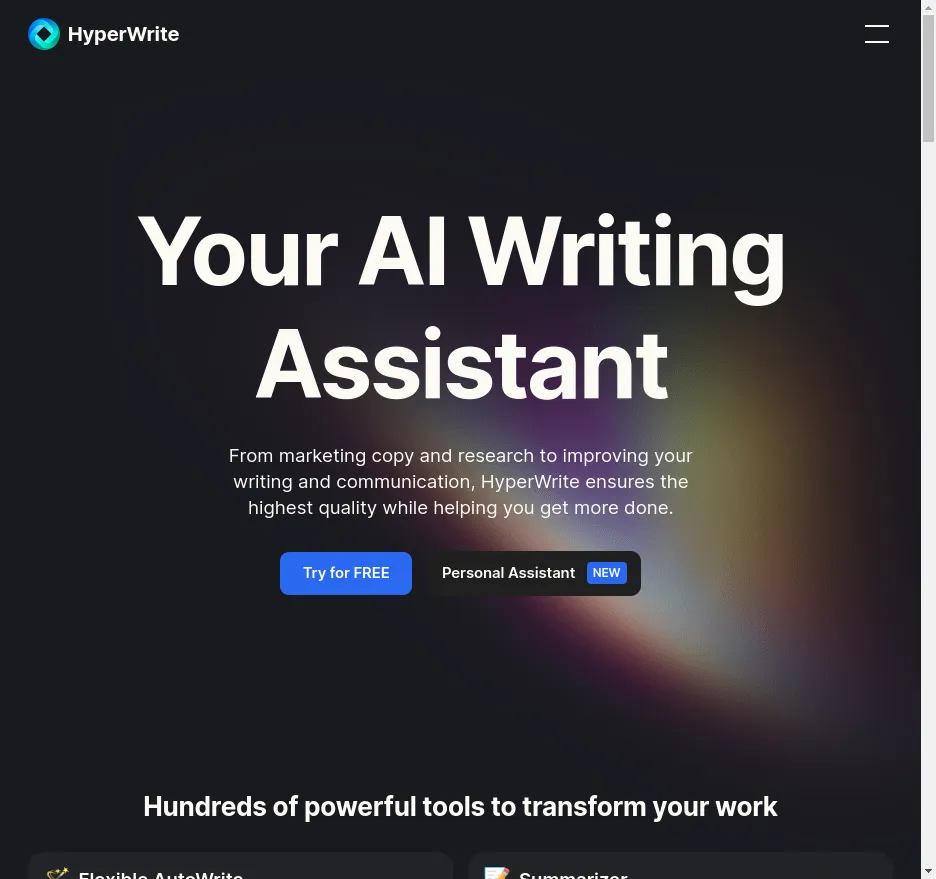 HyperWrite
Your AI Writing
Assistant
From marketing copy and research to improving your
writing and communication, HyperWrite ensures the
highest quality while helping you get more done.
Try for FREE
Personal Assistant NEW
Hundreds of powerful tools to transform your work
Flexible AutoWrite
Summarizer